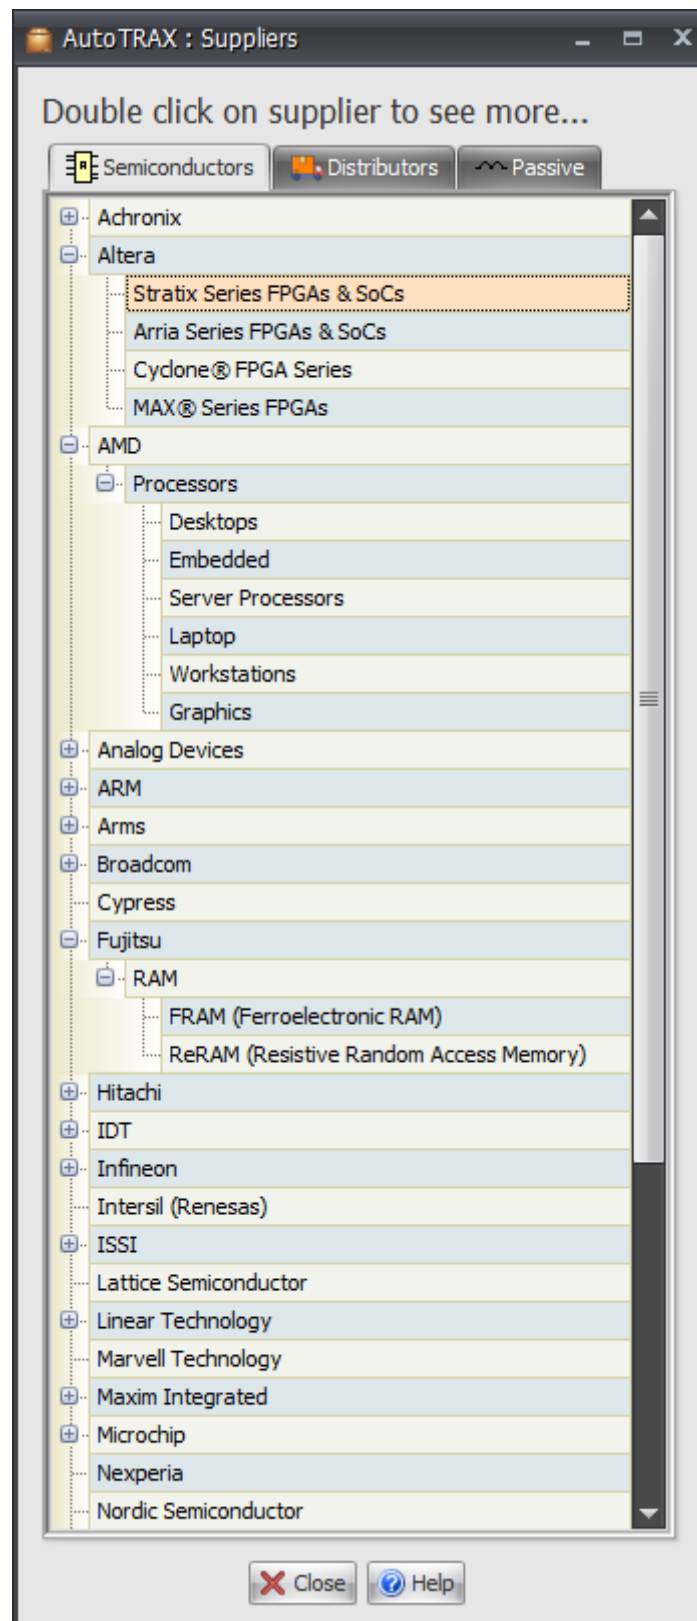 AutoTRAX : Suppliers
Double click on supplier to see more...
Semiconductors Distributors Passive
Achronix
Altera
Stratix Series FPGAs & SoCs
Arria Series FPGAs & SoCs
Cyclone® FPGA Series
MAX® Series FPGAs
AMD
Processors
Desktops
Embedded
Server Processors
Laptop
Workstations
Graphics
Analog Devices
ARM
Arms
Broadcom
Cypress
Fujitsu
RAM
FRAM (Ferroelectronic RAM)
ReRAM (Resistive Random Access Memory)
Hitachi
IDT
Infineon
Intersil (Renesas)
ISSI
Lattice Semiconductor
Linear Technology
Marvell Technology
Maxim Integrated
Microchip
Nexperia
Nordic Semiconductor
Close Help